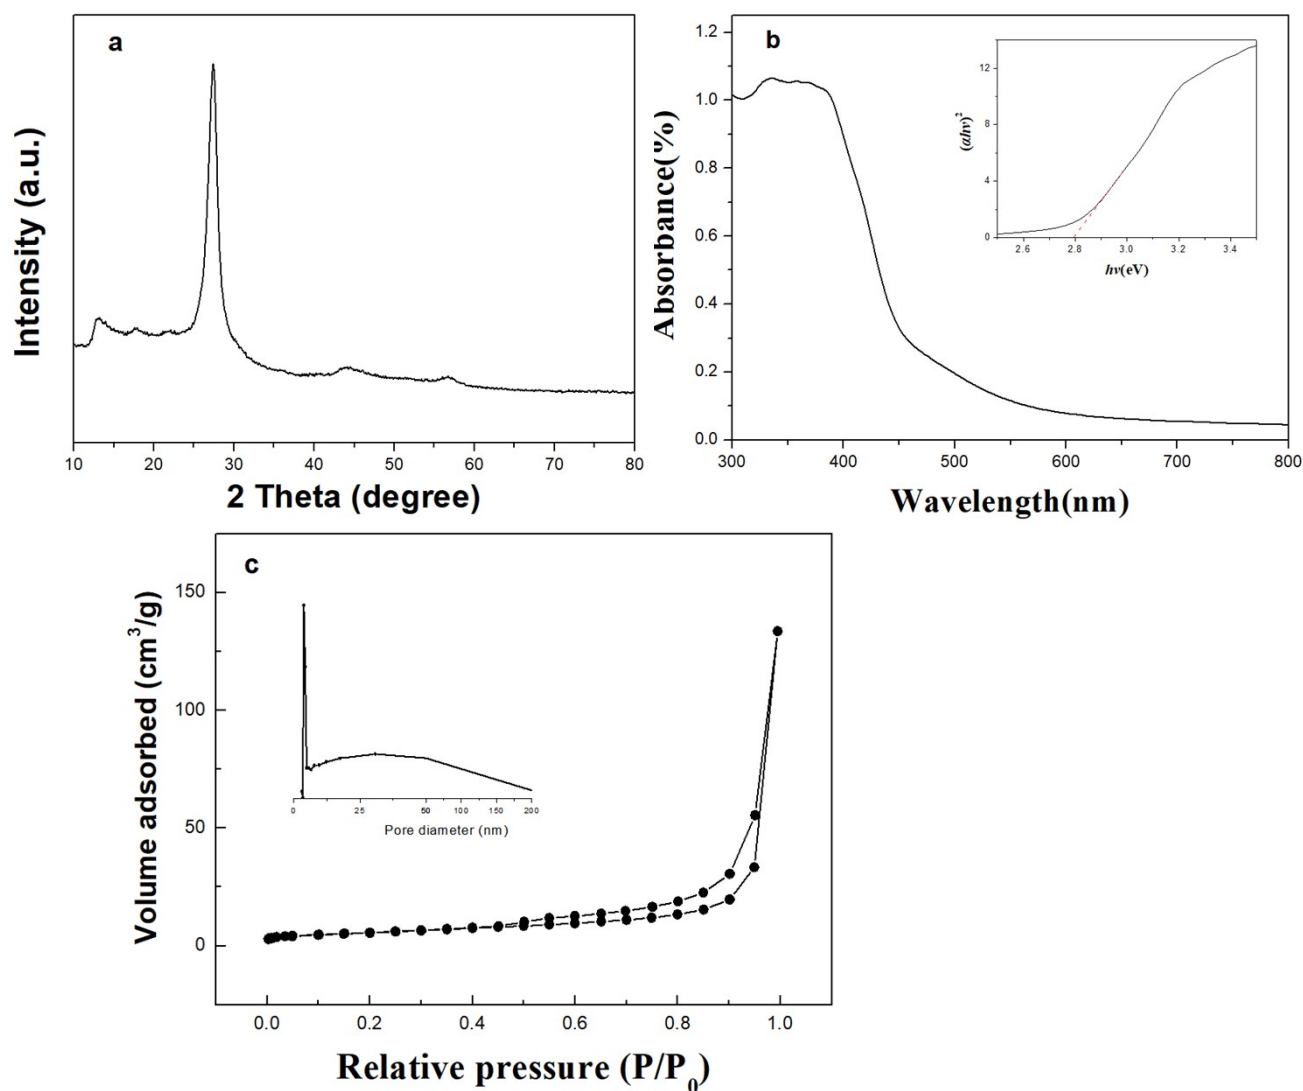 a
Intensity (a.u.)
10 20 30 40 50 60 70 80
2 Theta (degree)
b
1.2
1.0
0.8
0.6
0.4
0.2
0.0
Absorbance(%)
300 400 500 600 700 800
Wavelength(nm)
12
8
4
0
(αhν)²
2.6 2.8 3.0 3.2 3.4
hν(eV)
c
150
100
50
0
Volume adsorbed (cm³/g)
0 25 50 100 150 200
Pore diameter (nm)
0.0 0.2 0.4 0.6 0.8 1.0
Relative pressure (P/P₀)